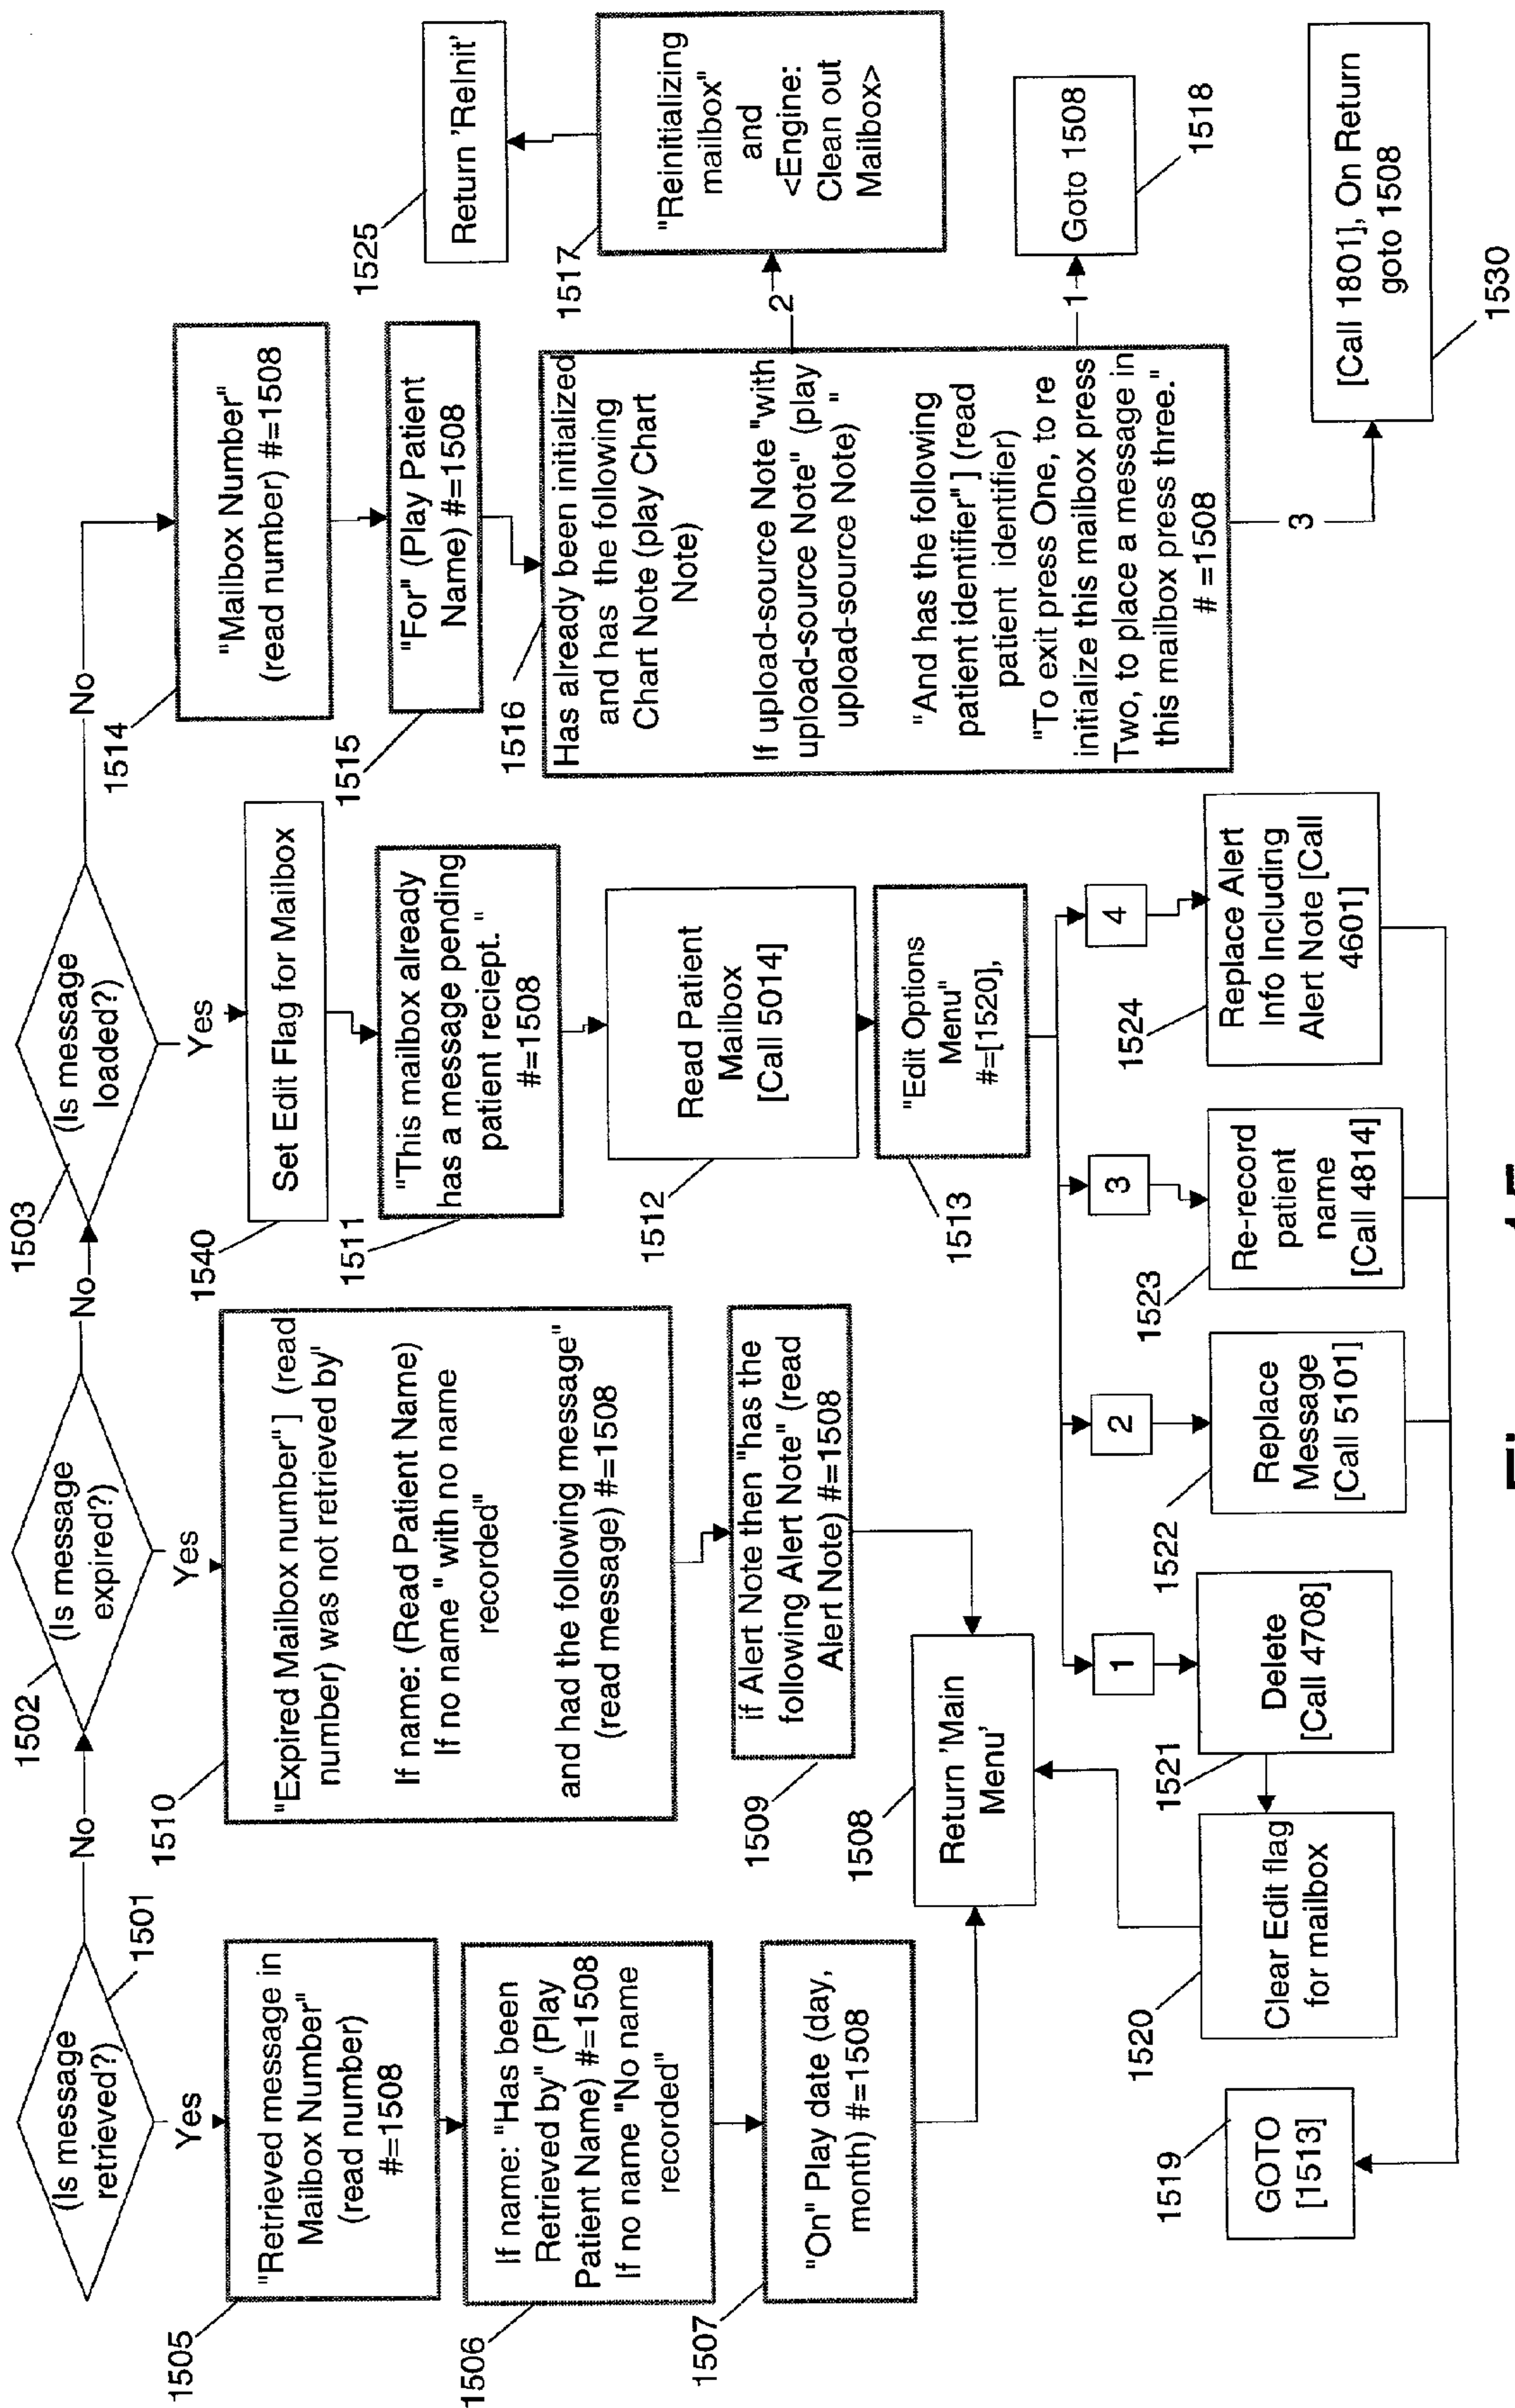 (Is message
retrieved?)
1501
Yes
No
1505
"Retrieved message in
Mailbox Number"
(read number)
#=1508
1506
If name: "Has been
Retrieved by" (Play
Patient Name) #=1508
If no name "No name
recorded"
1507
"On" Play date (day,
month) #=1508
1502
(Is message
expired?)
Yes
No
1510
"Expired Mailbox number"] (read
number) was not retrieved by"
If name: (Read Patient Name)
If no name " with no name
recorded"
and had the following message"
(read message) #=1508
1509
if Alert Note then "has the
following Alert Note" (read
Alert Note) #=1508
1508
Return 'Main
Menu'
1503
(Is message
loaded?)
Yes
No
1540
Set Edit Flag for Mailbox
1511
"This mailbox already
has a message pending
patient reciept. "
#=1508
1512
Read Patient
Mailbox
[Call 5014]
1513
"Edit Options
Menu"
#=[1520],
1
2
3
4
1521
Delete
[Call 4708]
1522
Replace
Message
[Call 5101]
1523
Re-record
patient
name
[Call 4814]
1524
Replace Alert
Info Including
Alert Note [Call
4601]
1520
Clear Edit flag
for mailbox
1519
GOTO
[1513]
1514
"Mailbox Number"
(read number) #=1508
1515
"For" (Play Patient
Name) #=1508
1516
Has already been initialized
and has the following
Chart Note (play Chart
Note)
If upload-source Note "with
upload-source Note" (play
upload-source Note) "
"And has the following
patient identifier"] (read
patient identifier)
"To exit press One, to re
initialize this mailbox press
Two, to place a message in
this mailbox press three."
# =1508
2
1
3
1517
"Reinitializing
mailbox"
and
<Engine:
Clean out
Mailbox>
1525
Return 'ReInit'
Goto 1508
1518
[Call 1801], On Return
goto 1508
1530